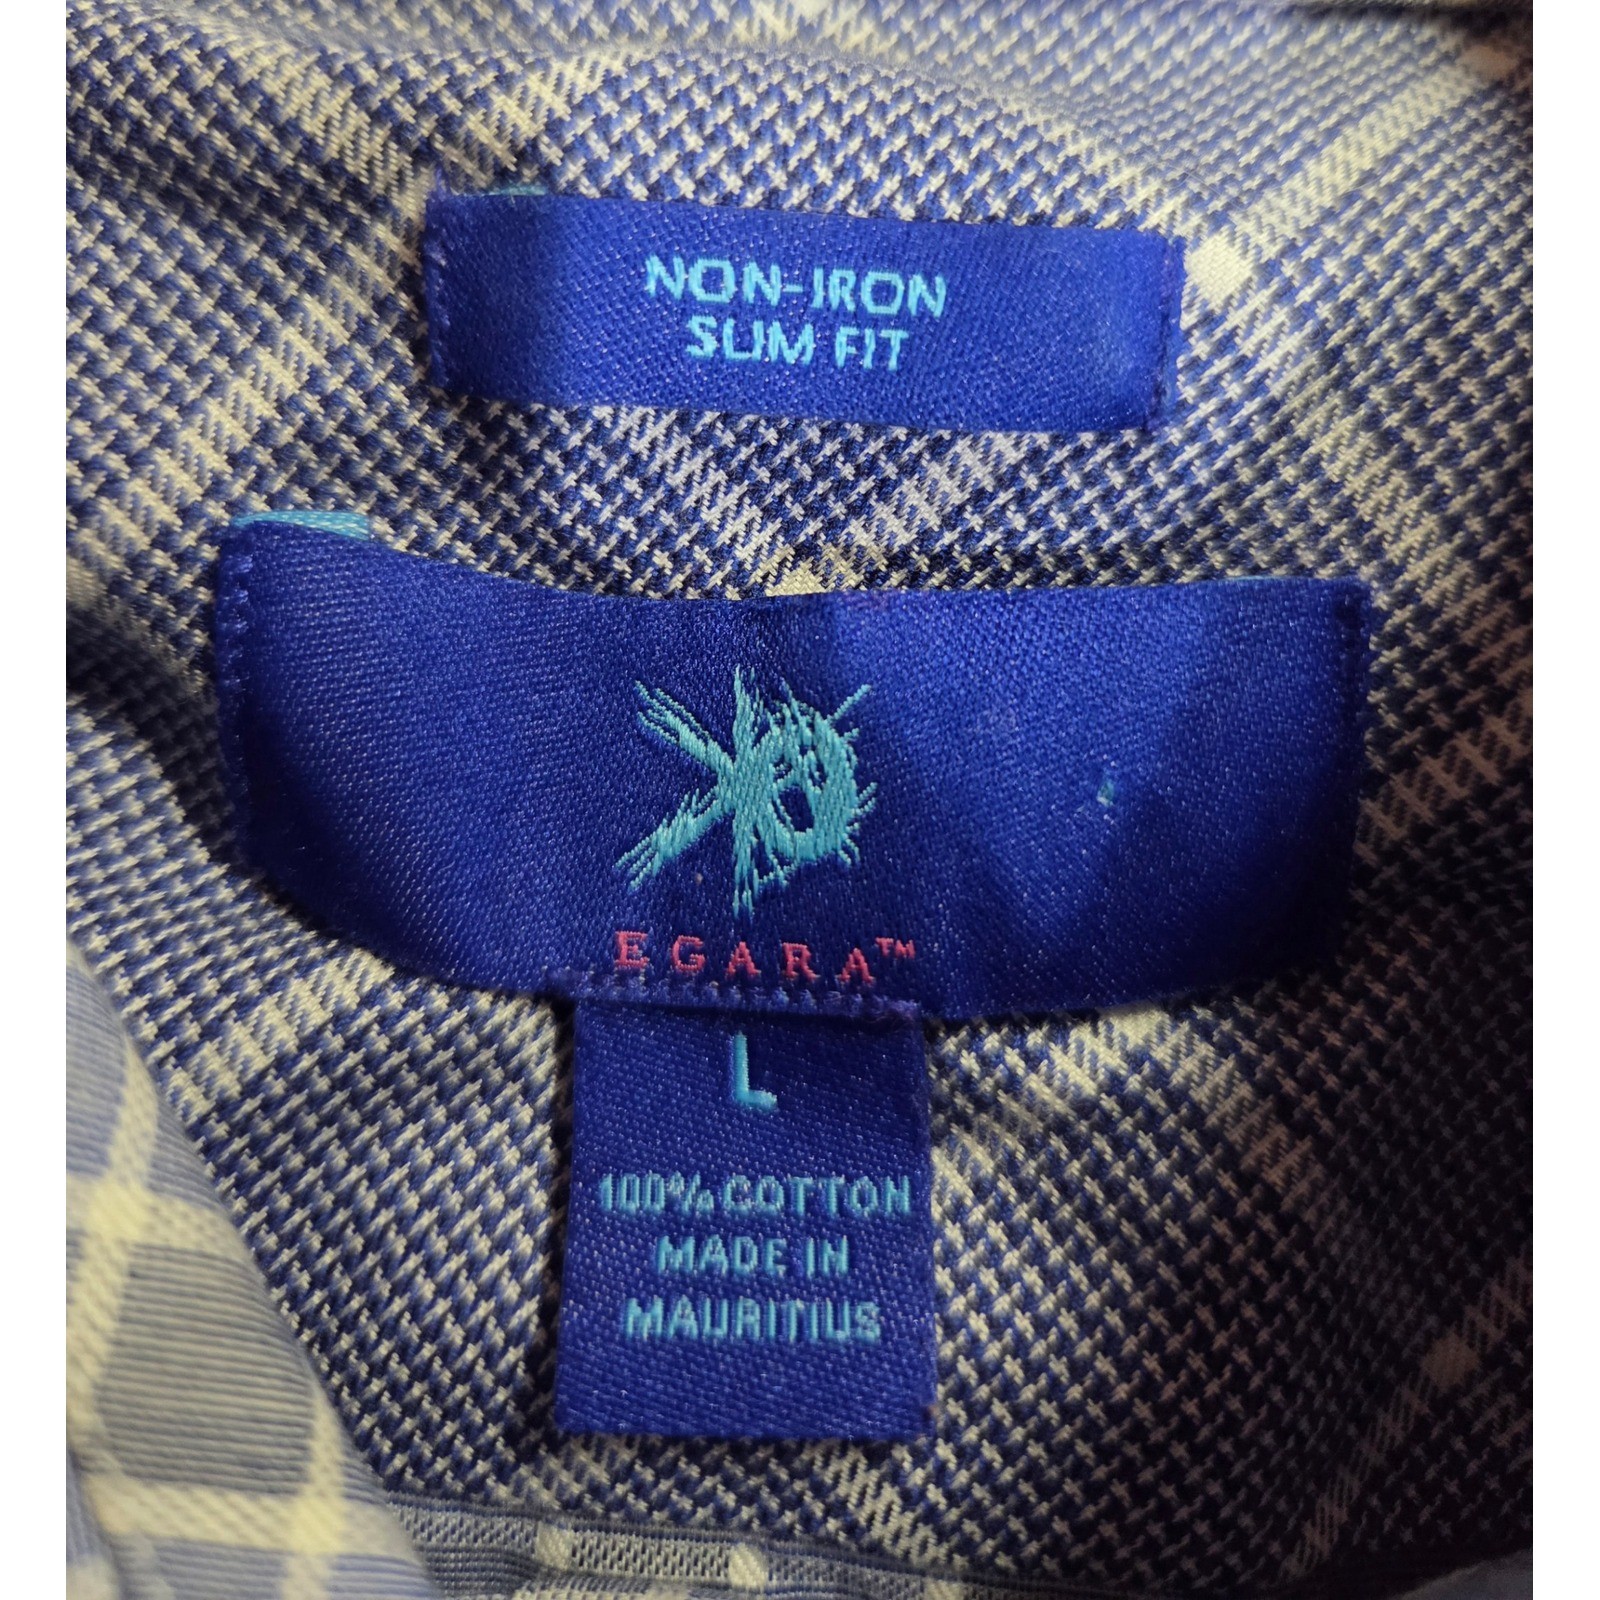 NON-IRON
SLIM FIT
EGARA™
L
100% COTTON
MADE IN
MAURITIUS